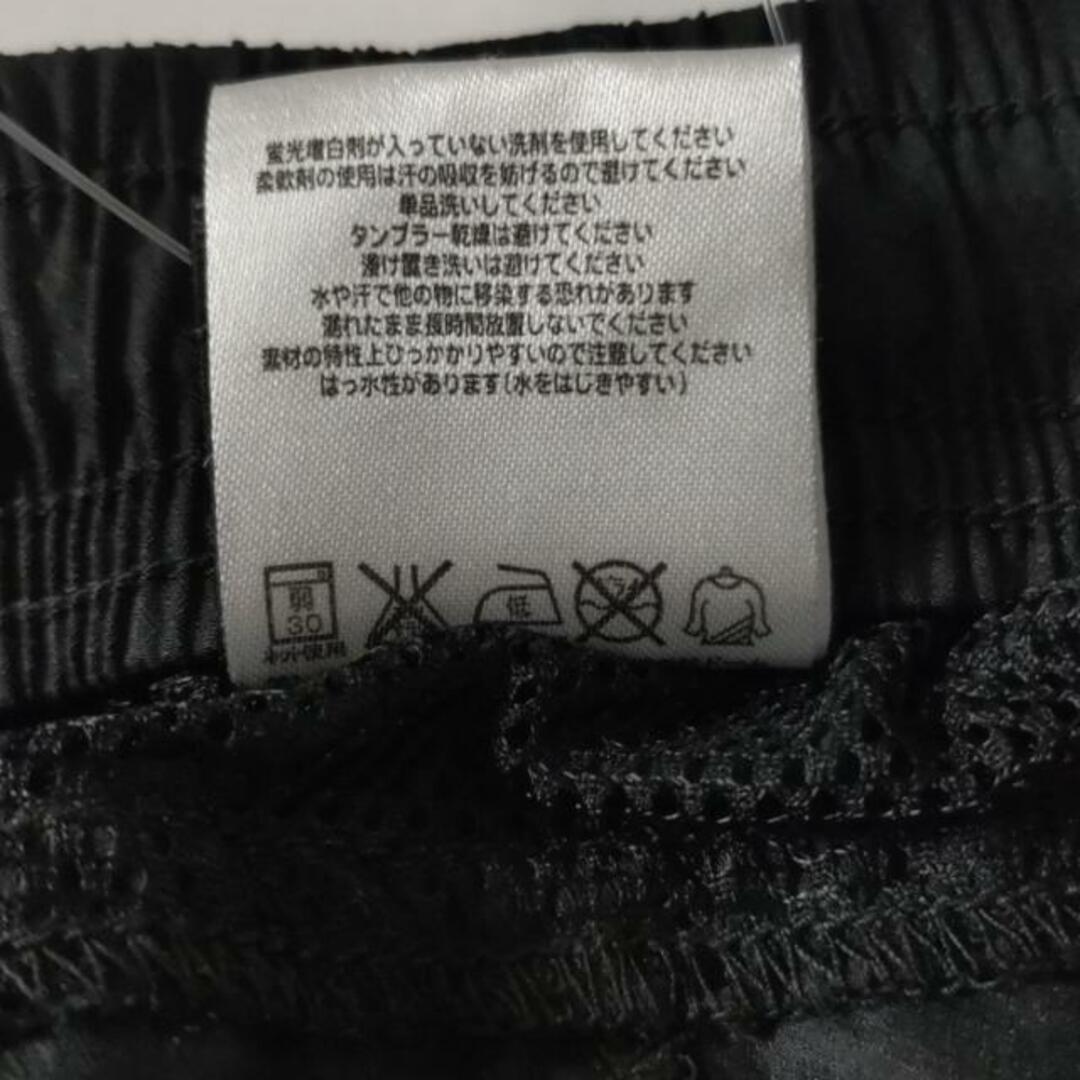 蛍光増白剤が入っていない洗剤を使用してください
柔軟剤の使用は汗の吸収を妨げるので避けてください
単品洗いしてください
タンブラー乾燥は避けてください
浸け置き洗いは避けてください
水や汗で他の物に移染する恐れがあります
濡れたまま長時間放置しないでください
素材の特性上ひっかかりやすいので注意してください
はっ水性があります(水をはじきやすい)
弱
30
低
ネット使用